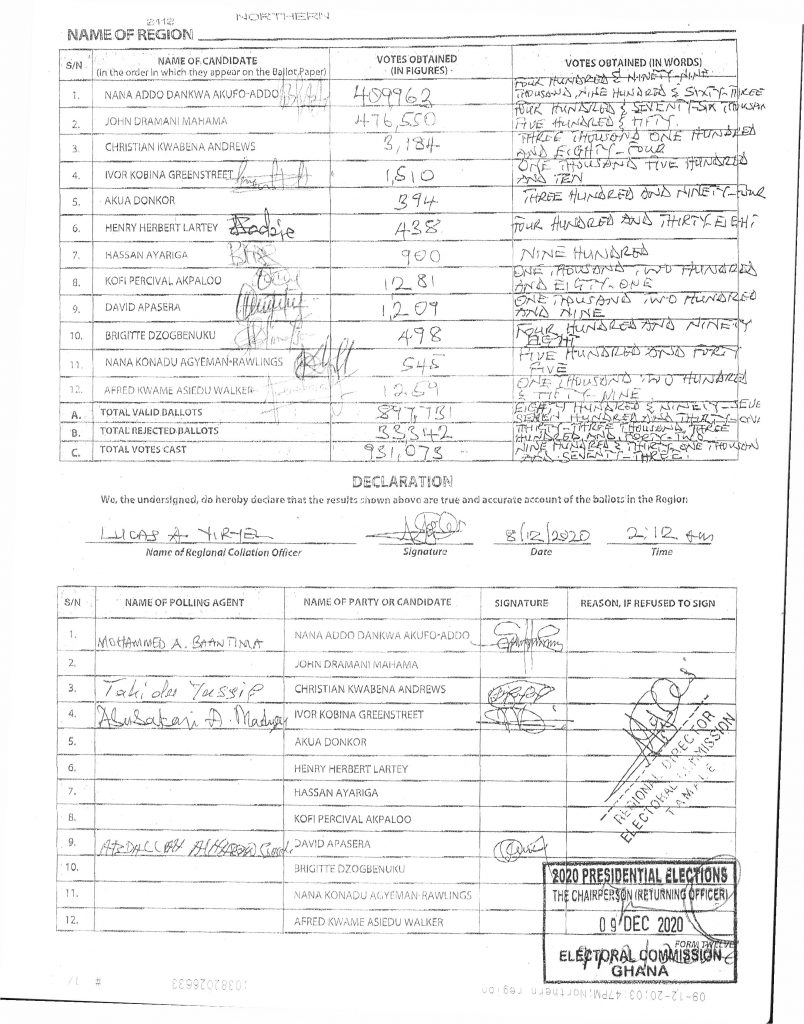 2112
NORTHERN
NAME OF REGION
S/N NAME OF CANDIDATE (in the order in which they appear on the Ballot Paper) VOTES OBTAINED (IN FIGURES) VOTES OBTAINED (IN WORDS)
1. NANA ADDO DANKWA AKUFO-ADDO 409963 FOUR HUNDRED & NINETY-NINE THOUSAND, NINE HUNDRED & SIXTY-THREE
2. JOHN DRAMANI MAHAMA 476,550 FOUR HUNDRED & SEVENTY-SIX THOUSAN FIVE HUNDRED & FIFTY.
3. CHRISTIAN KWABENA ANDREWS 3,184 THREE THOUSAND ONE HUNDRED AND EIGHTY-FOUR
4. IVOR KOBINA GREENSTREET 1,510 ONE THOUSAND FIVE HUNDRED AND TEN
5. AKUA DONKOR 394 THREE HUNDRED AND NINETY-FOUR
6. HENRY HERBERT LARTEY 438 FOUR HUNDRED AND THIRTY-EIGHT
7. HASSAN AYARIGA 900 NINE HUNDRED
8. KOFI PERCIVAL AKPALOO 1281 ONE THOUSAND TWO HUNDRED AND EIGTY-ONE
9. DAVID APASERA 1,209 ONE THOUSAND TWO HUNDRED AND NINE
10. BRIGITTE DZOGBENUKU 498 FOUR HUNDRED AND NINETY EIGHT
11. NANA KONADU AGYEMAN-RAWLINGS 545 FIVE HUNDRED AND FORTY FIVE
12. AFRED KWAME ASIEDU WALKER 1259 ONE THOUSAND TWO HUNDRED & FIFTY-NINE
A. TOTAL VALID BALLOTS 897,731 EIGHTY HUNDRED & NINETY-SEVE SEVEN HUNDRED AND THIRTY-ONE
B. TOTAL REJECTED BALLOTS 33342 THIRTY-THREE THOUSAND, THREE HUNDRED AND FORTY-TWO
C. TOTAL VOTES CAST 931,073 NINE HUNDRED & THIRTY ONE THOUSAN AND SEVENTY-THREE.
DECLARATION
We, the undersigned, do hereby declare that the results shown above are true and accurate account of the ballots in the Region
LUCAS A YIRYEL 8/12/2020 2:12 am
Name of Regional Collation Officer Signature Date Time
S/N NAME OF POLLING AGENT NAME OF PARTY OR CANDIDATE SIGNATURE REASON, IF REFUSED TO SIGN
1. MOHAMMED A. BAANTIMA NANA ADDO DANKWA AKUFO-ADDO
2. JOHN DRAMANI MAHAMA
3. CHRISTIAN KWABENA ANDREWS
4. IVOR KOBINA GREENSTREET
5. AKUA DONKOR
6. HENRY HERBERT LARTEY
7. HASSAN AYARIGA
8. KOFI PERCIVAL AKPALOO
9. DAVID APASERA
10. BRIGITTE DZOGBENUKU
11. NANA KONADU AGYEMAN-RAWLINGS
12. AFRED KWAME ASIEDU WALKER
REGIONAL DIRECTOR
ELECTORAL COMMISSION
TAMALE
2020 PRESIDENTIAL ELECTIONS
THE CHAIRPERSON (RETURNING OFFICER)
09 DEC 2020
FORM TWELVE
ELECTORAL COMMISSION
GHANA
09-12-20;03:47PM;Northern region 10382026633 # 1/